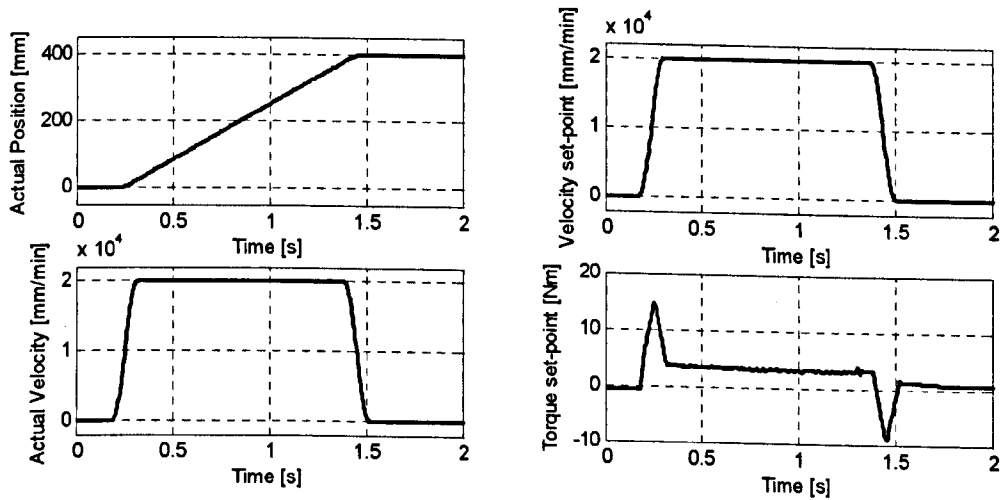 Actual Position [mm]
400
200
0
0 0.5 1 1.5 2
Time [s]
Velocity set-point [mm/min]
x 10^4
2
1
0
0 0.5 1 1.5 2
Time [s]
Actual Velocity [mm/min]
x 10^4
2
1
0
0 0.5 1 1.5 2
Time [s]
Torque set-point [Nm]
20
10
0
-10
0 0.5 1 1.5 2
Time [s]